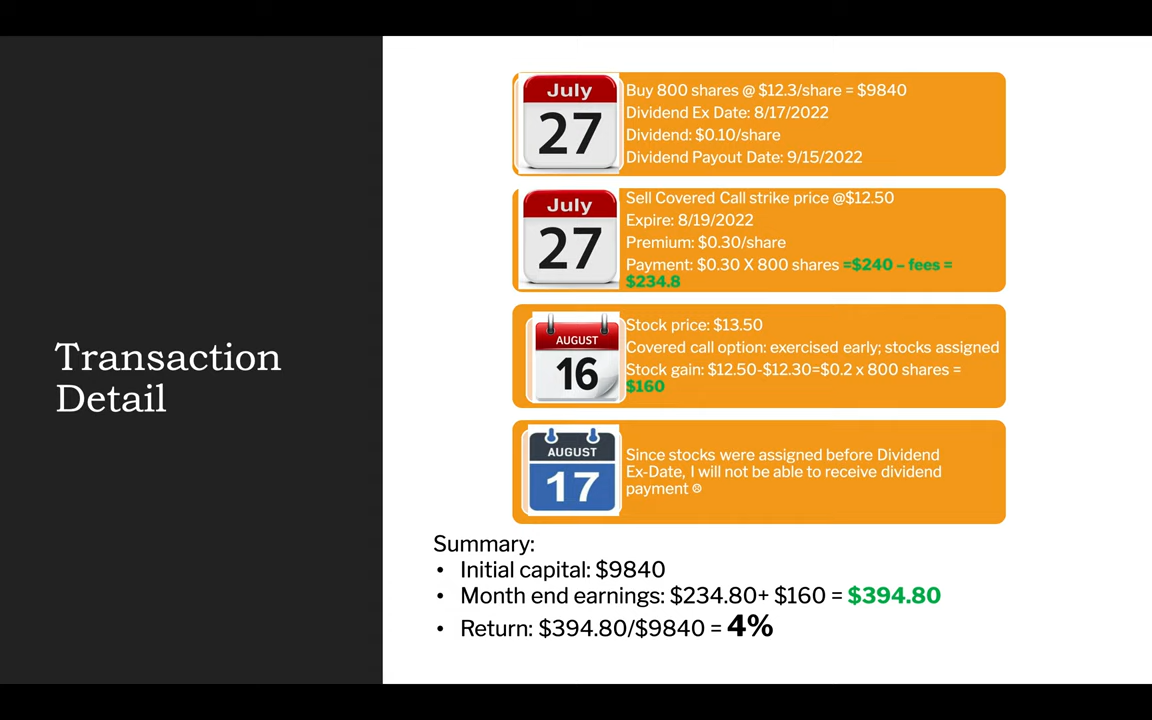 Transaction
Detail
July
27
Buy 800 shares @ $12.3/share = $9840
Dividend Ex Date: 8/17/2022
Dividend: $0.10/share
Dividend Payout Date: 9/15/2022
July
27
Sell Covered Call strike price @$12.50
Expire: 8/19/2022
Premium: $0.30/share
Payment: $0.30 X 800 shares =$240 – fees =
$234.8
AUGUST
16
Stock price: $13.50
Covered call option: exercised early; stocks assigned
Stock gain: $12.50-$12.30=$0.2 x 800 shares =
$160
AUGUST
17
Since stocks were assigned before Dividend
Ex-Date, I will not be able to receive dividend
payment ☹
Summary:
• Initial capital: $9840
• Month end earnings: $234.80+ $160 = $394.80
• Return: $394.80/$9840 = 4%